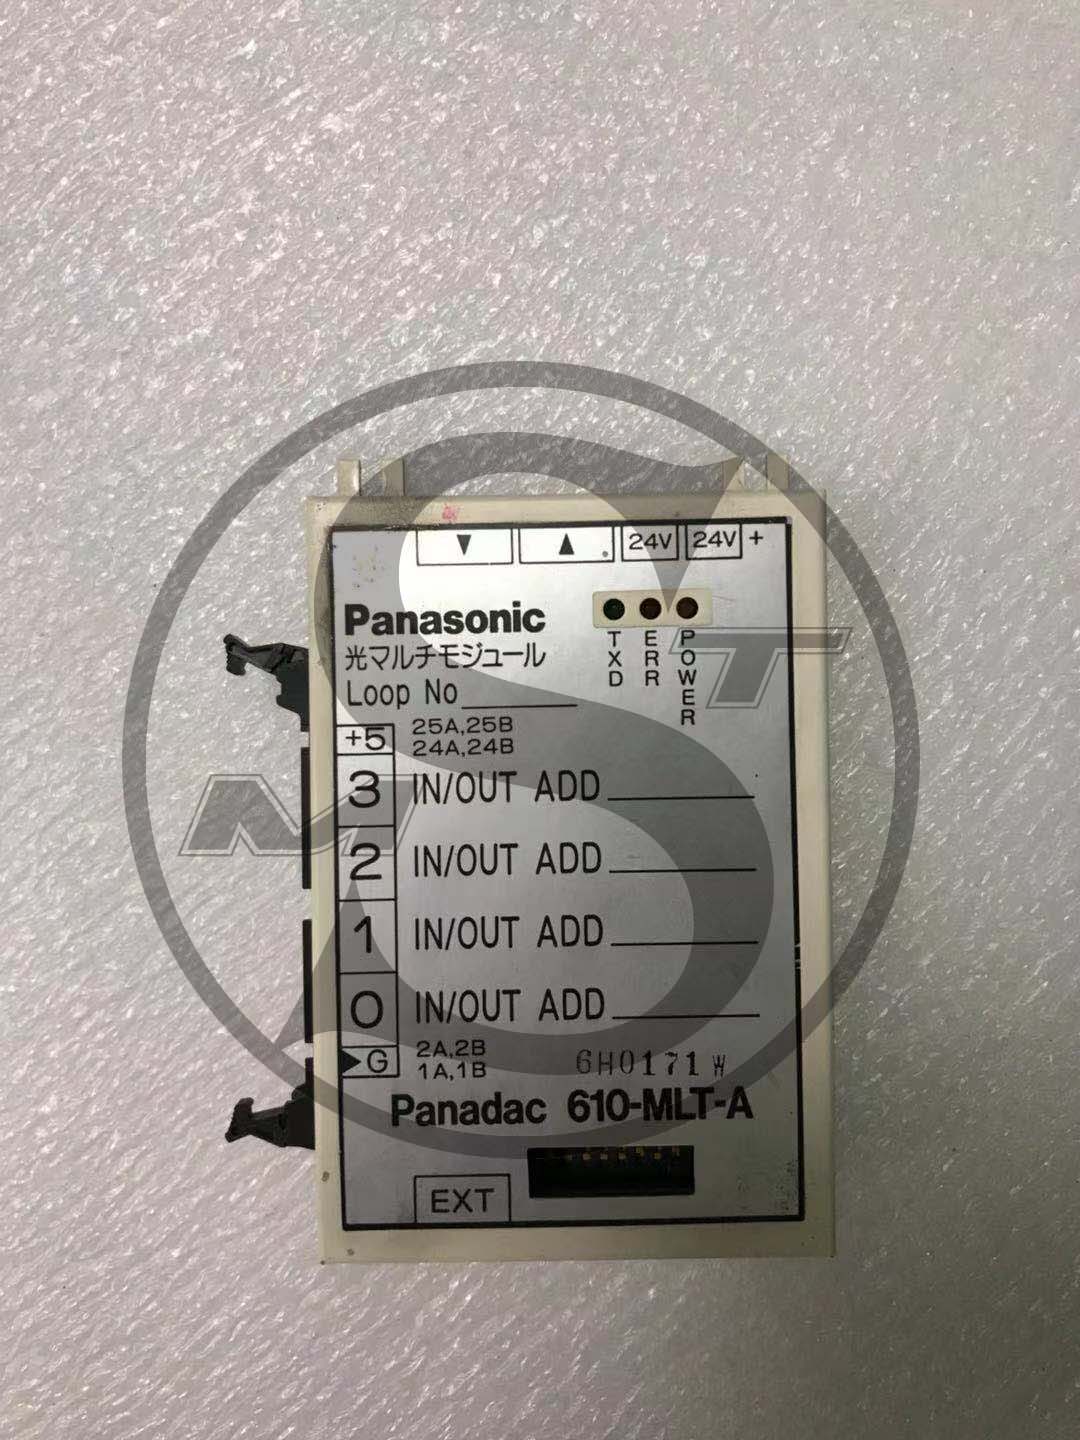 ▼ ▲ 24V 24V +
Panasonic
光マルチモジュール
TXD ERR POWER
Loop No
+5 25A,25B
24A,24B
3 IN/OUT ADD
2 IN/OUT ADD
1 IN/OUT ADD
0 IN/OUT ADD
▶G 2A,2B
1A,1B
6H0171W
Panadac 610-MLT-A
EXT
M S T